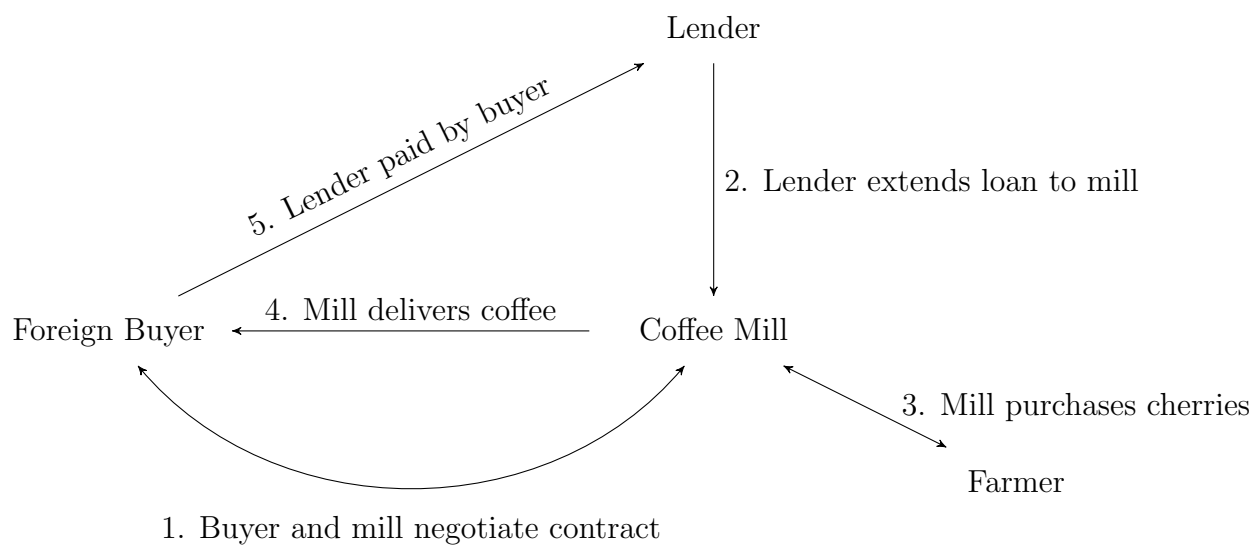 Lender
5. Lender paid by buyer
2. Lender extends loan to mill
4. Mill delivers coffee
Foreign Buyer
Coffee Mill
3. Mill purchases cherries
Farmer
1. Buyer and mill negotiate contract